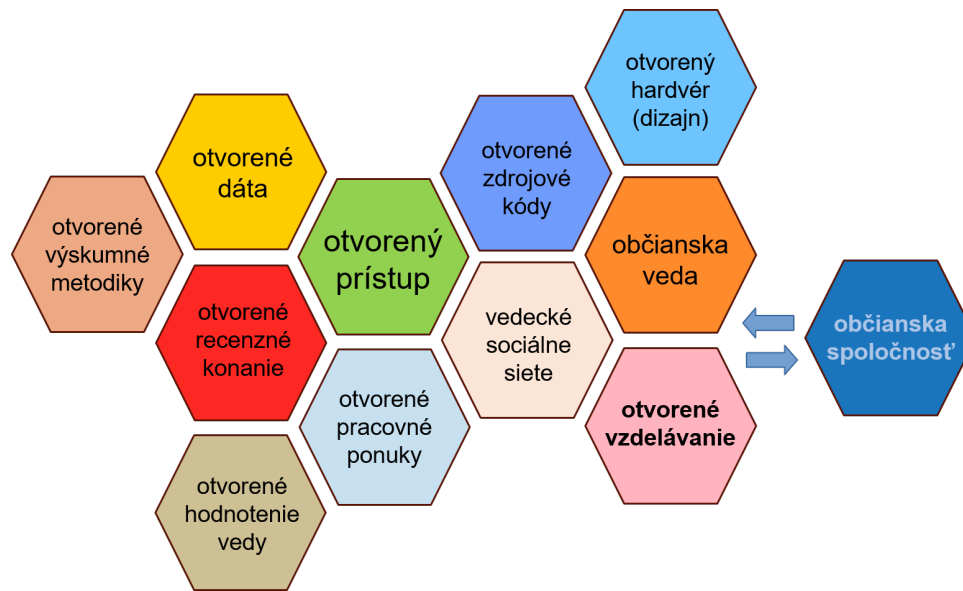 otvorený
hardvér
(dizajn)
otvorené
dáta
otvorené
zdrojové
kódy
otvorené
výskumné
metodiky
otvorený
prístup
občianska
veda
otvorené
recenzné
konanie
vedecké
sociálne
siete
občianska
spoločnosť
otvorené
pracovné
ponuky
otvorené
vzdelávanie
otvorené
hodnotenie
vedy